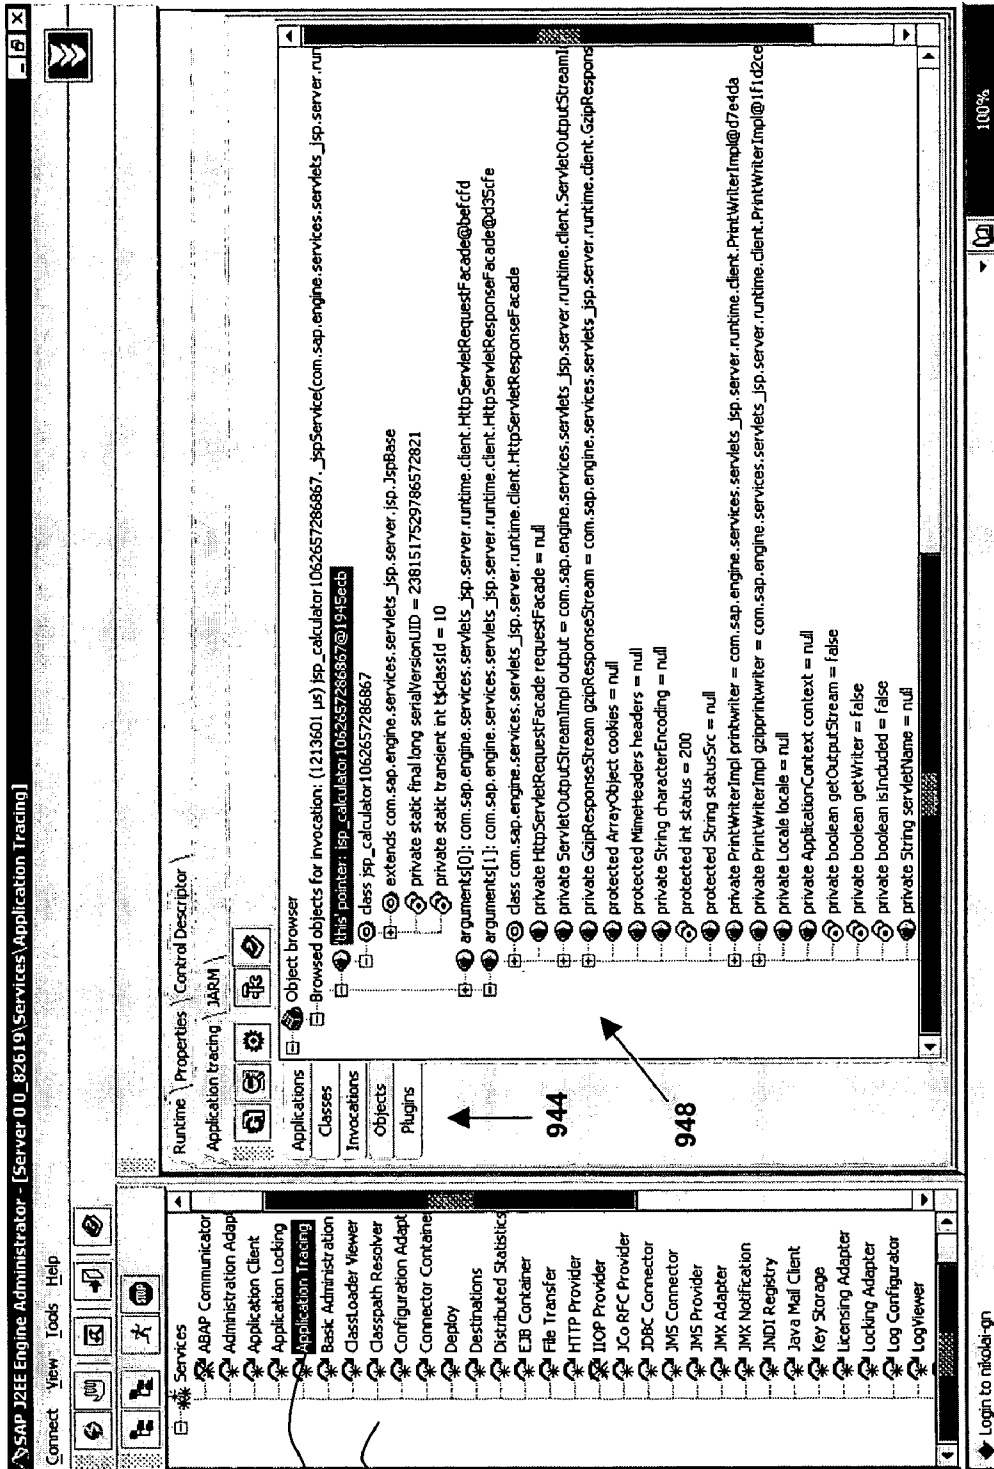 SAP J2EE Engine Administrator - [Server 0 0_82619\Services\Application Tracing]
Connect View Tools Help
Services
ABAP Communicator
Administration Adapt
Application Client
Application Locking
Application Tracing
Basic Administration
ClassLoader Viewer
Classpath Resolver
Configuration Adapt
Connector Container
Deploy
Destinations
Distributed Statistics
EJB Container
File Transfer
HTTP Provider
IIOP Provider
JCo RFC Provider
JDBC Connector
JMS Connector
JMS Provider
JMX Adapter
JMX Notification
JNDI Registry
Java Mail Client
Key Storage
Licensing Adapter
Locking Adapter
Log Configurator
LogViewer
Runtime Properties Control Descriptor
Application tracing JARM
Applications
Classes
Invocations
Objects
Plugins
944
948
Object browser
Browsed objects for invocation: (1213601 µs) jsp_calculator1062657286867._jspService(com.sap.engine.services.servlets_jsp.server.run
'this' pointer: jsp_calculator1062657286867@1945ecb
class jsp_calculator1062657286867
extends com.sap.engine.services.servlets_jsp.server.jsp.JspBase
private static final long serialVersionUID = 2381517529786572821
private static transient int t$classId = 10
arguments[0]: com.sap.engine.services.servlets_jsp.server.runtime.client.HttpServletRequestFacade@befcfd
arguments[1]: com.sap.engine.services.servlets_jsp.server.runtime.client.HttpServletResponseFacade@d35cfe
class com.sap.engine.services.servlets_jsp.server.runtime.client.HttpServletResponseFacade
private HttpServletRequestFacade requestFacade = null
private ServletOutputStreamImpl output = com.sap.engine.services.servlets_jsp.server.runtime.client.ServletOutputStreamI
private GzipResponseStream gzipResponseStream = com.sap.engine.services.servlets_jsp.server.runtime.client.GzipRespons
protected ArrayObject cookies = null
protected MimeHeaders headers = null
private String characterEncoding = null
protected int status = 200
protected String statusSrc = null
private PrintWriterImpl printwriter = com.sap.engine.services.servlets_jsp.server.runtime.client.PrintWriterImpl@d7e4da
private PrintWriterImpl gzipprintwriter = com.sap.engine.services.servlets_jsp.server.runtime.client.PrintWriterImpl@1f1d2ce
private Locale locale = null
private ApplicationContext context = null
private boolean getOutputStream = false
private boolean getWriter = false
private boolean isIncluded = false
private String servletName = null
Login to nikolai-gn
100%